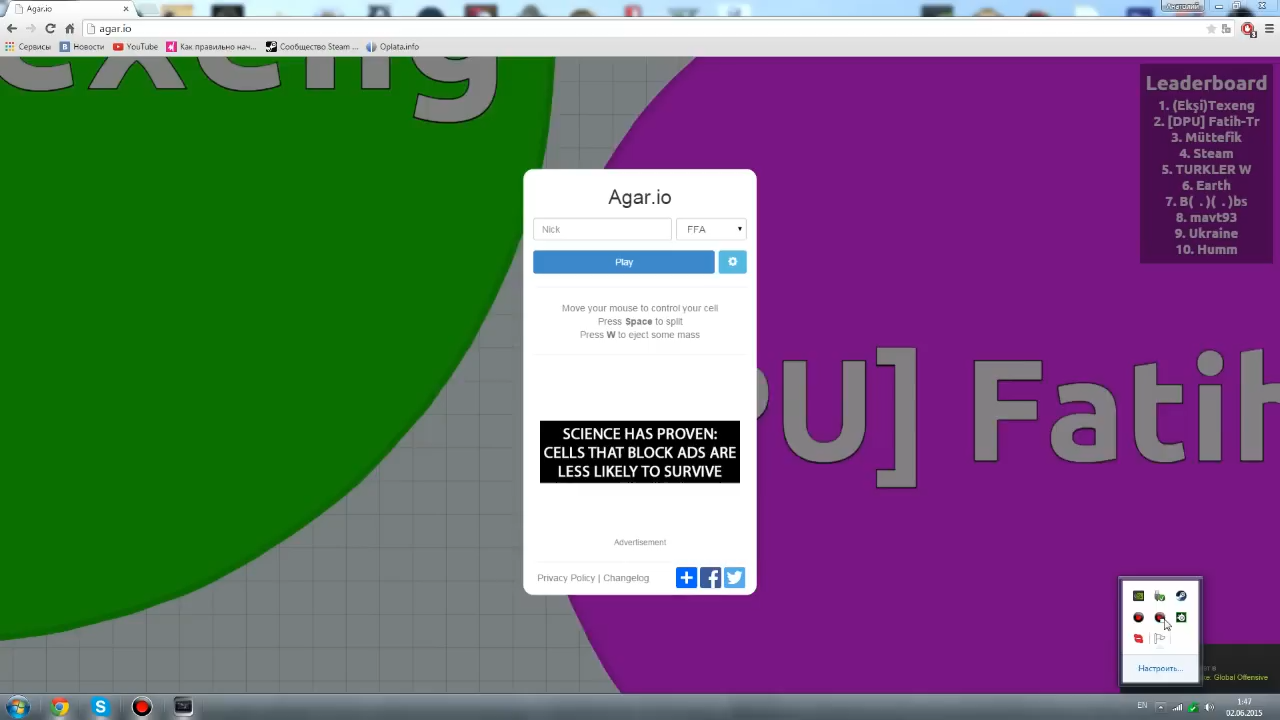 Agar.io
Анатолий
agar.io
Сервисы
Новости
YouTube
Как правильно нач...
Сообщество Steam ...
Oplata.info
exeng
Leaderboard
1. (Ekşi)Texeng
2. [DPU] Fatih-Tr
3. Müttefik
4. Steam
5. TURKLER W
6. Earth
7. B( . )( . )bs
8. mavt93
9. Ukraine
10. Humm
Agar.io
Nick
FFA
Play
Move your mouse to control your cell
Press Space to split
Press W to eject some mass
PU] Fatih
SCIENCE HAS PROVEN:
CELLS THAT BLOCK ADS ARE
LESS LIKELY TO SURVIVE
Advertisement
Privacy Policy | Changelog
Настроить...
ke: Global Offensive
EN
1:47
02.06.2015